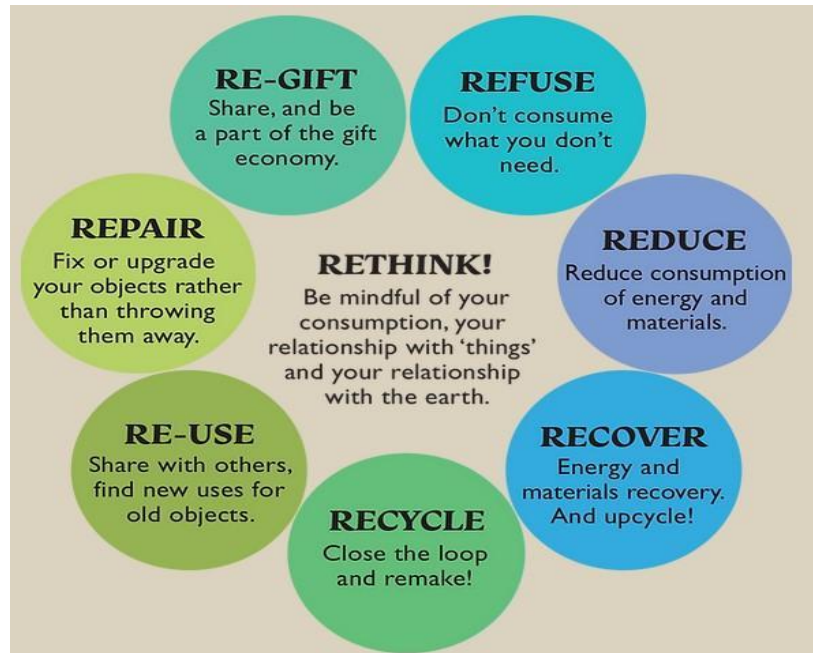 RE-GIFT
Share, and be
a part of the gift
economy.
REFUSE
Don't consume
what you don't
need.
REDUCE
Reduce consumption
of energy and
materials.
RECOVER
Energy and
materials recovery.
And upcycle!
RECYCLE
Close the loop
and remake!
RE-USE
Share with others,
find new uses for
old objects.
REPAIR
Fix or upgrade
your objects rather
than throwing
them away.
RETHINK!
Be mindful of your
consumption, your
relationship with 'things'
and your relationship
with the earth.